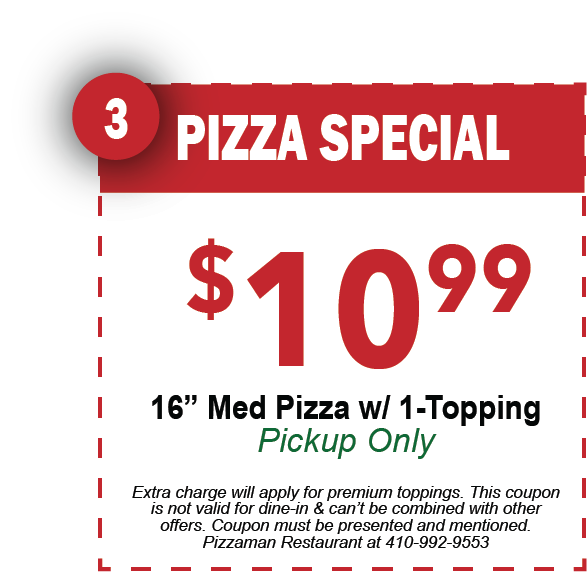 3
PIZZA SPECIAL
$10 99
16” Med Pizza w/ 1-Topping
Pickup Only
Extra charge will apply for premium toppings. This coupon
is not valid for dine-in & can’t be combined with other
offers. Coupon must be presented and mentioned.
Pizzaman Restaurant at 410-992-9553